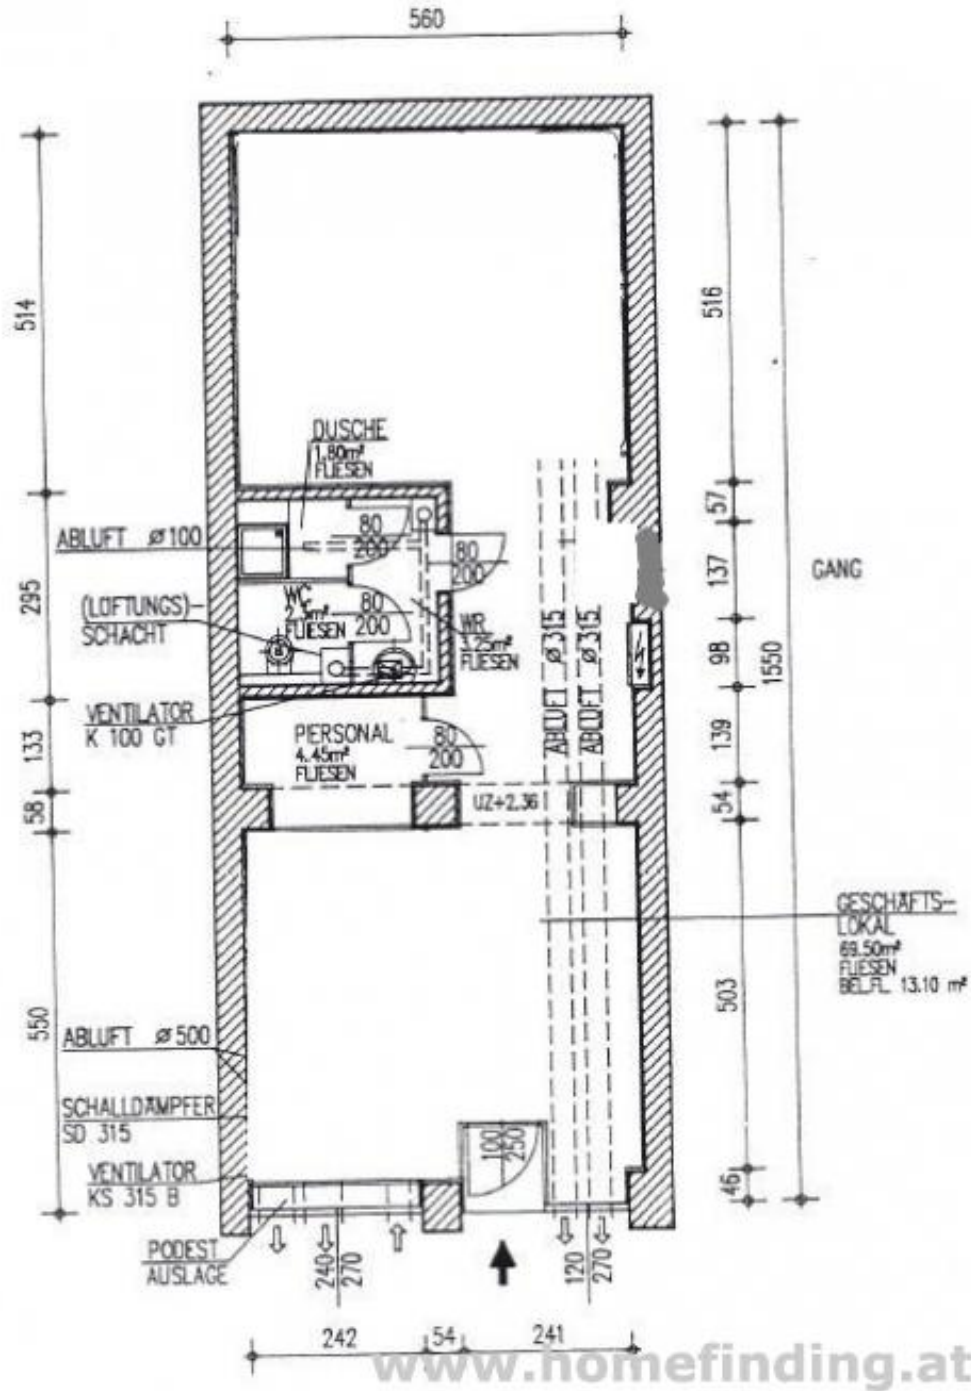 560
514
516
DUSCHE
1.80m²
FLIESEN
57
ABLUFT ø100
80
200
80
200
137
GANG
295
(LÜFTUNGS)-
SCHACHT
WC
FLIESEN
80
200
WR
3.25m²
FLIESEN
ABLUFT ø315
ABLUFT ø315
98
1550
VENTILATOR
K 100 GT
133
PERSONAL
4.45m²
FLIESEN
80
200
139
58
UZ+2.36
54
GESCHÄFTS-
LOKAL
69.50m²
FLIESEN
BEL.FL. 13.10 m²
503
550
ABLUFT ø500
SCHALLDÄMPFER
SD 315
VENTILATOR
KS 315 B
100
250
46
PODEST
AUSLAGE
240
270
120
270
242
54
241
www.homefinding.at